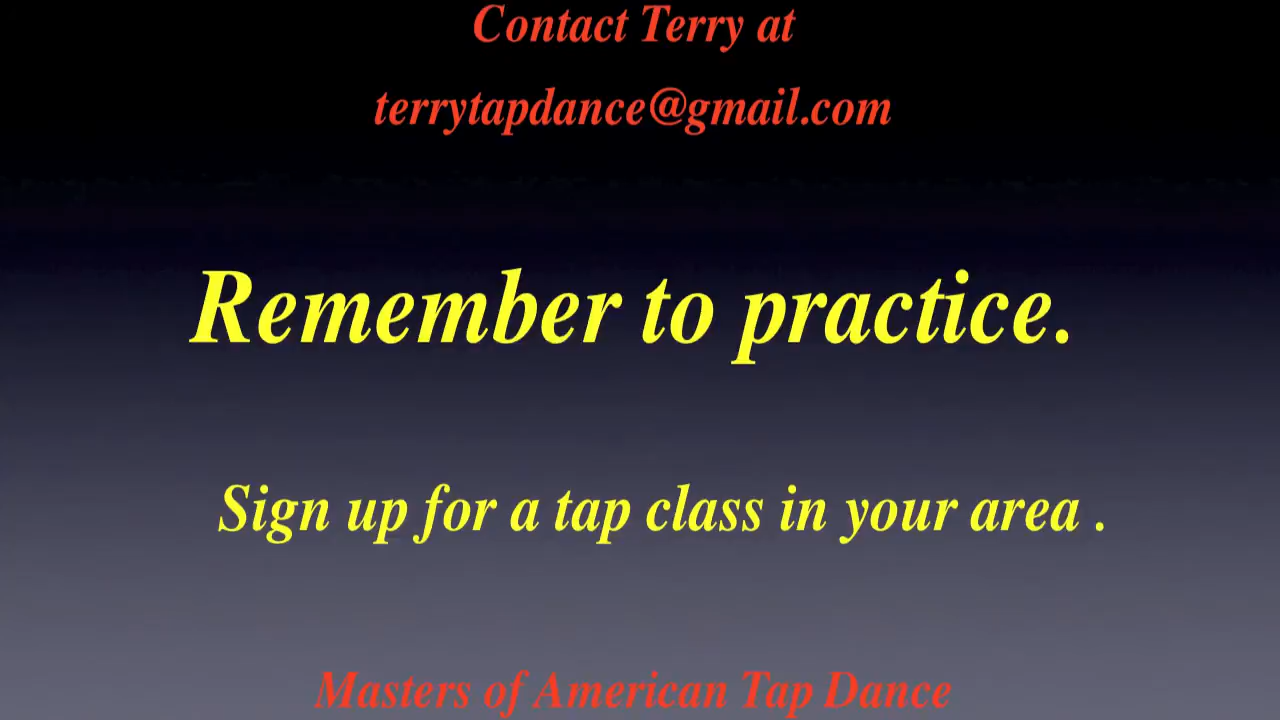 Contact Terry at
terrytapdance@gmail.com
Remember to practice.
Sign up for a tap class in your area .
Masters of American Tap Dance